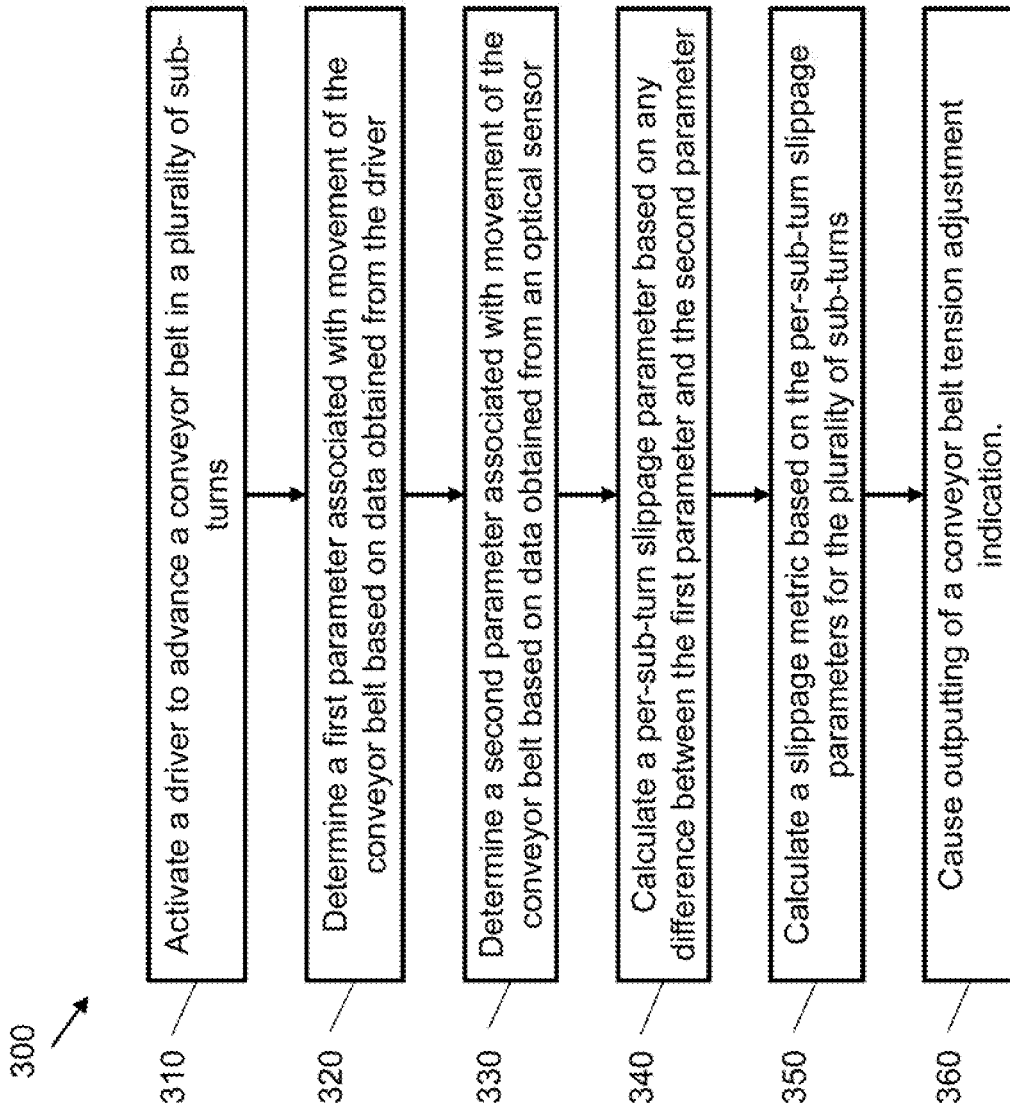 300
310
Activate a driver to advance a conveyor belt in a plurality of sub-
turns
320
Determine a first parameter associated with movement of the
conveyor belt based on data obtained from the driver
330
Determine a second parameter associated with movement of the
conveyor belt based on data obtained from an optical sensor
340
Calculate a per-sub-turn slippage parameter based on any
difference between the first parameter and the second parameter
350
Calculate a slippage metric based on the per-sub-turn slippage
parameters for the plurality of sub-turns
360
Cause outputting of a conveyor belt tension adjustment
indication.